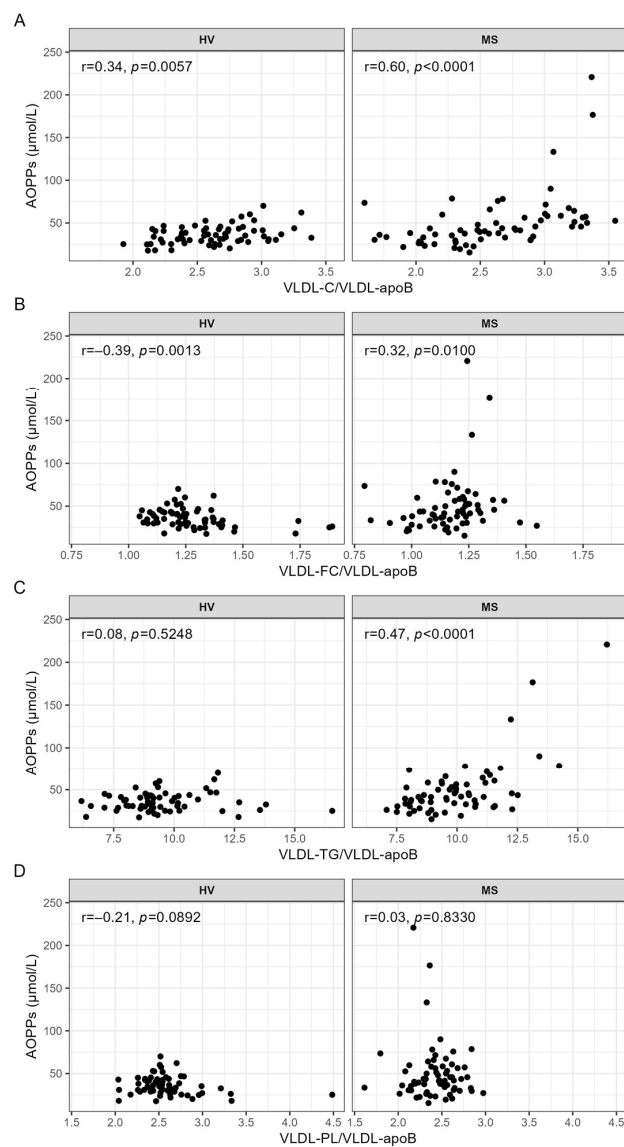 A
HV
MS
r=0.34, p=0.0057
r=0.60, p<0.0001
AOPPs (μmol/L)
250
200
150
100
50
2.0
2.5
3.0
3.5
2.0
2.5
3.0
3.5
VLDL-C/VLDL-apoB
B
HV
MS
r=−0.39, p=0.0013
r=0.32, p=0.0100
AOPPs (μmol/L)
250
200
150
100
50
0.75
1.00
1.25
1.50
1.75
0.75
1.00
1.25
1.50
1.75
VLDL-FC/VLDL-apoB
C
HV
MS
r=0.08, p=0.5248
r=0.47, p<0.0001
AOPPs (μmol/L)
250
200
150
100
50
7.5
10.0
12.5
15.0
7.5
10.0
12.5
15.0
VLDL-TG/VLDL-apoB
D
HV
MS
r=−0.21, p=0.0892
r=0.03, p=0.8330
AOPPs (μmol/L)
250
200
150
100
50
1.5
2.0
2.5
3.0
3.5
4.0
4.5
1.5
2.0
2.5
3.0
3.5
4.0
4.5
VLDL-PL/VLDL-apoB